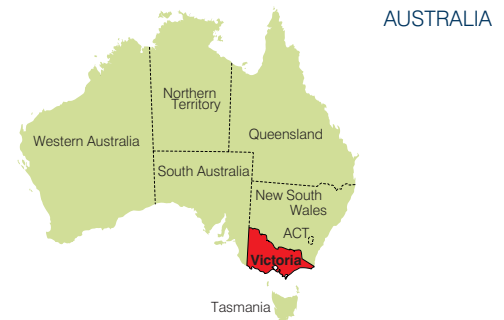 AUSTRALIA
Northern
Territory
Western Australia
Queensland
South Australia
New South
Wales
ACT
Victoria
Tasmania